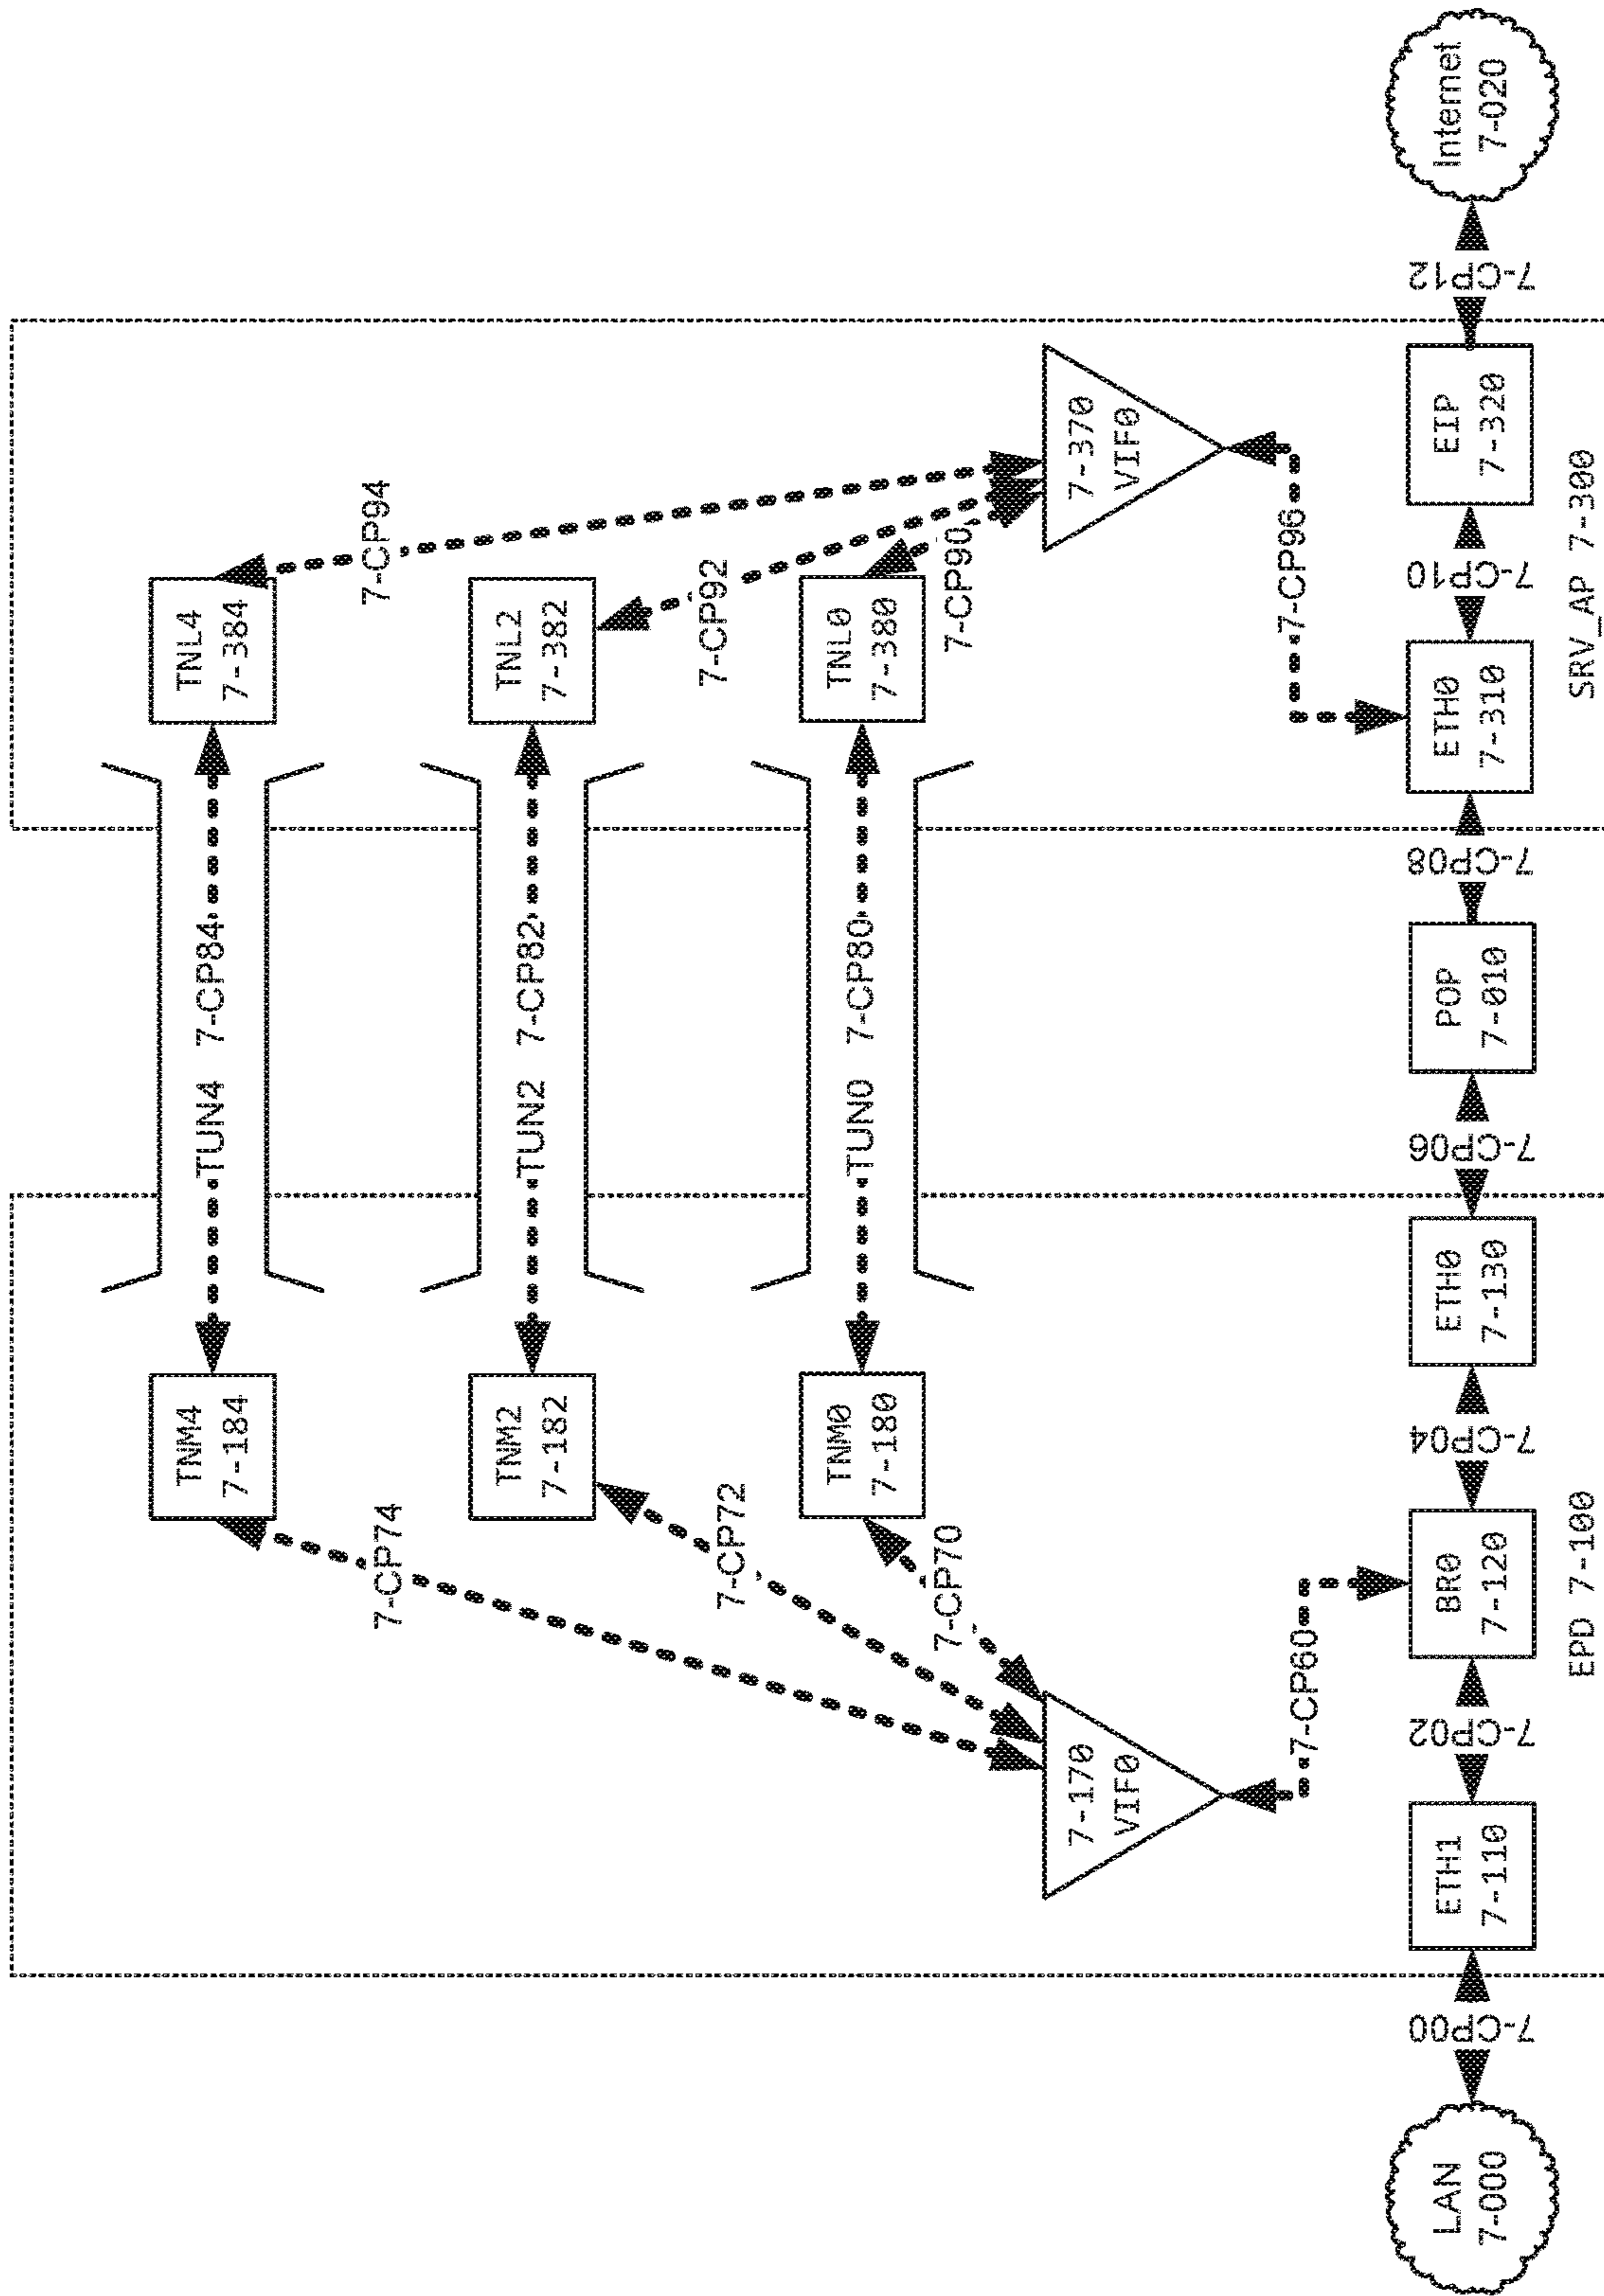 TNM4
7-184
TUN4 7-CP84
TNL4
7-384
7-CP74
7-CP94
TNM2
7-182
TUN2 7-CP82
TNL2
7-382
7-CP72
7-CP92
TNM0
7-180
TUN0 7-CP80
TNL0
7-380
7-CP70
7-CP90
7-170
VIF0
7-370
VIF0
7-CP60
7-CP96
LAN
7-000
7-CP00
ETH1
7-110
7-CP02
BR0
7-120
7-CP04
ETH0
7-130
7-CP06
POP
7-010
7-CP08
ETH0
7-310
7-CP10
EIP
7-320
7-CP12
Internet
7-020
EPD 7-100
SRV_AP 7-300